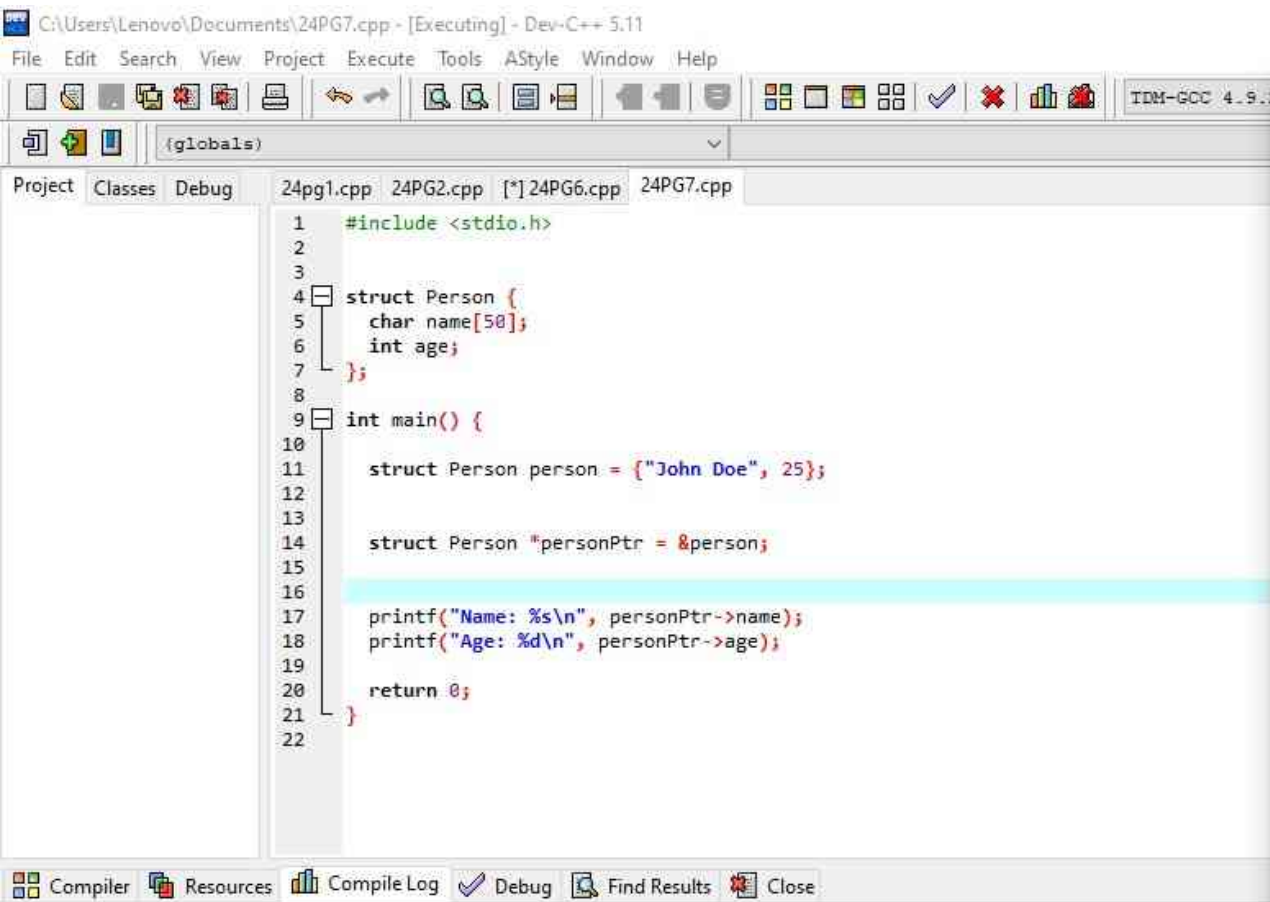 C:\Users\Lenovo\Documents\24PG7.cpp - [Executing] - Dev-C++ 5.11
File Edit Search View Project Execute Tools AStyle Window Help
TDM-GCC 4.9.
(globals)
Project Classes Debug 24pg1.cpp 24PG2.cpp [*] 24PG6.cpp 24PG7.cpp
1 #include <stdio.h>
2
3
4 struct Person {
5 char name[50];
6 int age;
7 };
8
9 int main() {
10
11 struct Person person = {"John Doe", 25};
12
13
14 struct Person *personPtr = &person;
15
16
17 printf("Name: %s\n", personPtr->name);
18 printf("Age: %d\n", personPtr->age);
19
20 return 0;
21 }
22
Compiler Resources Compile Log Debug Find Results Close